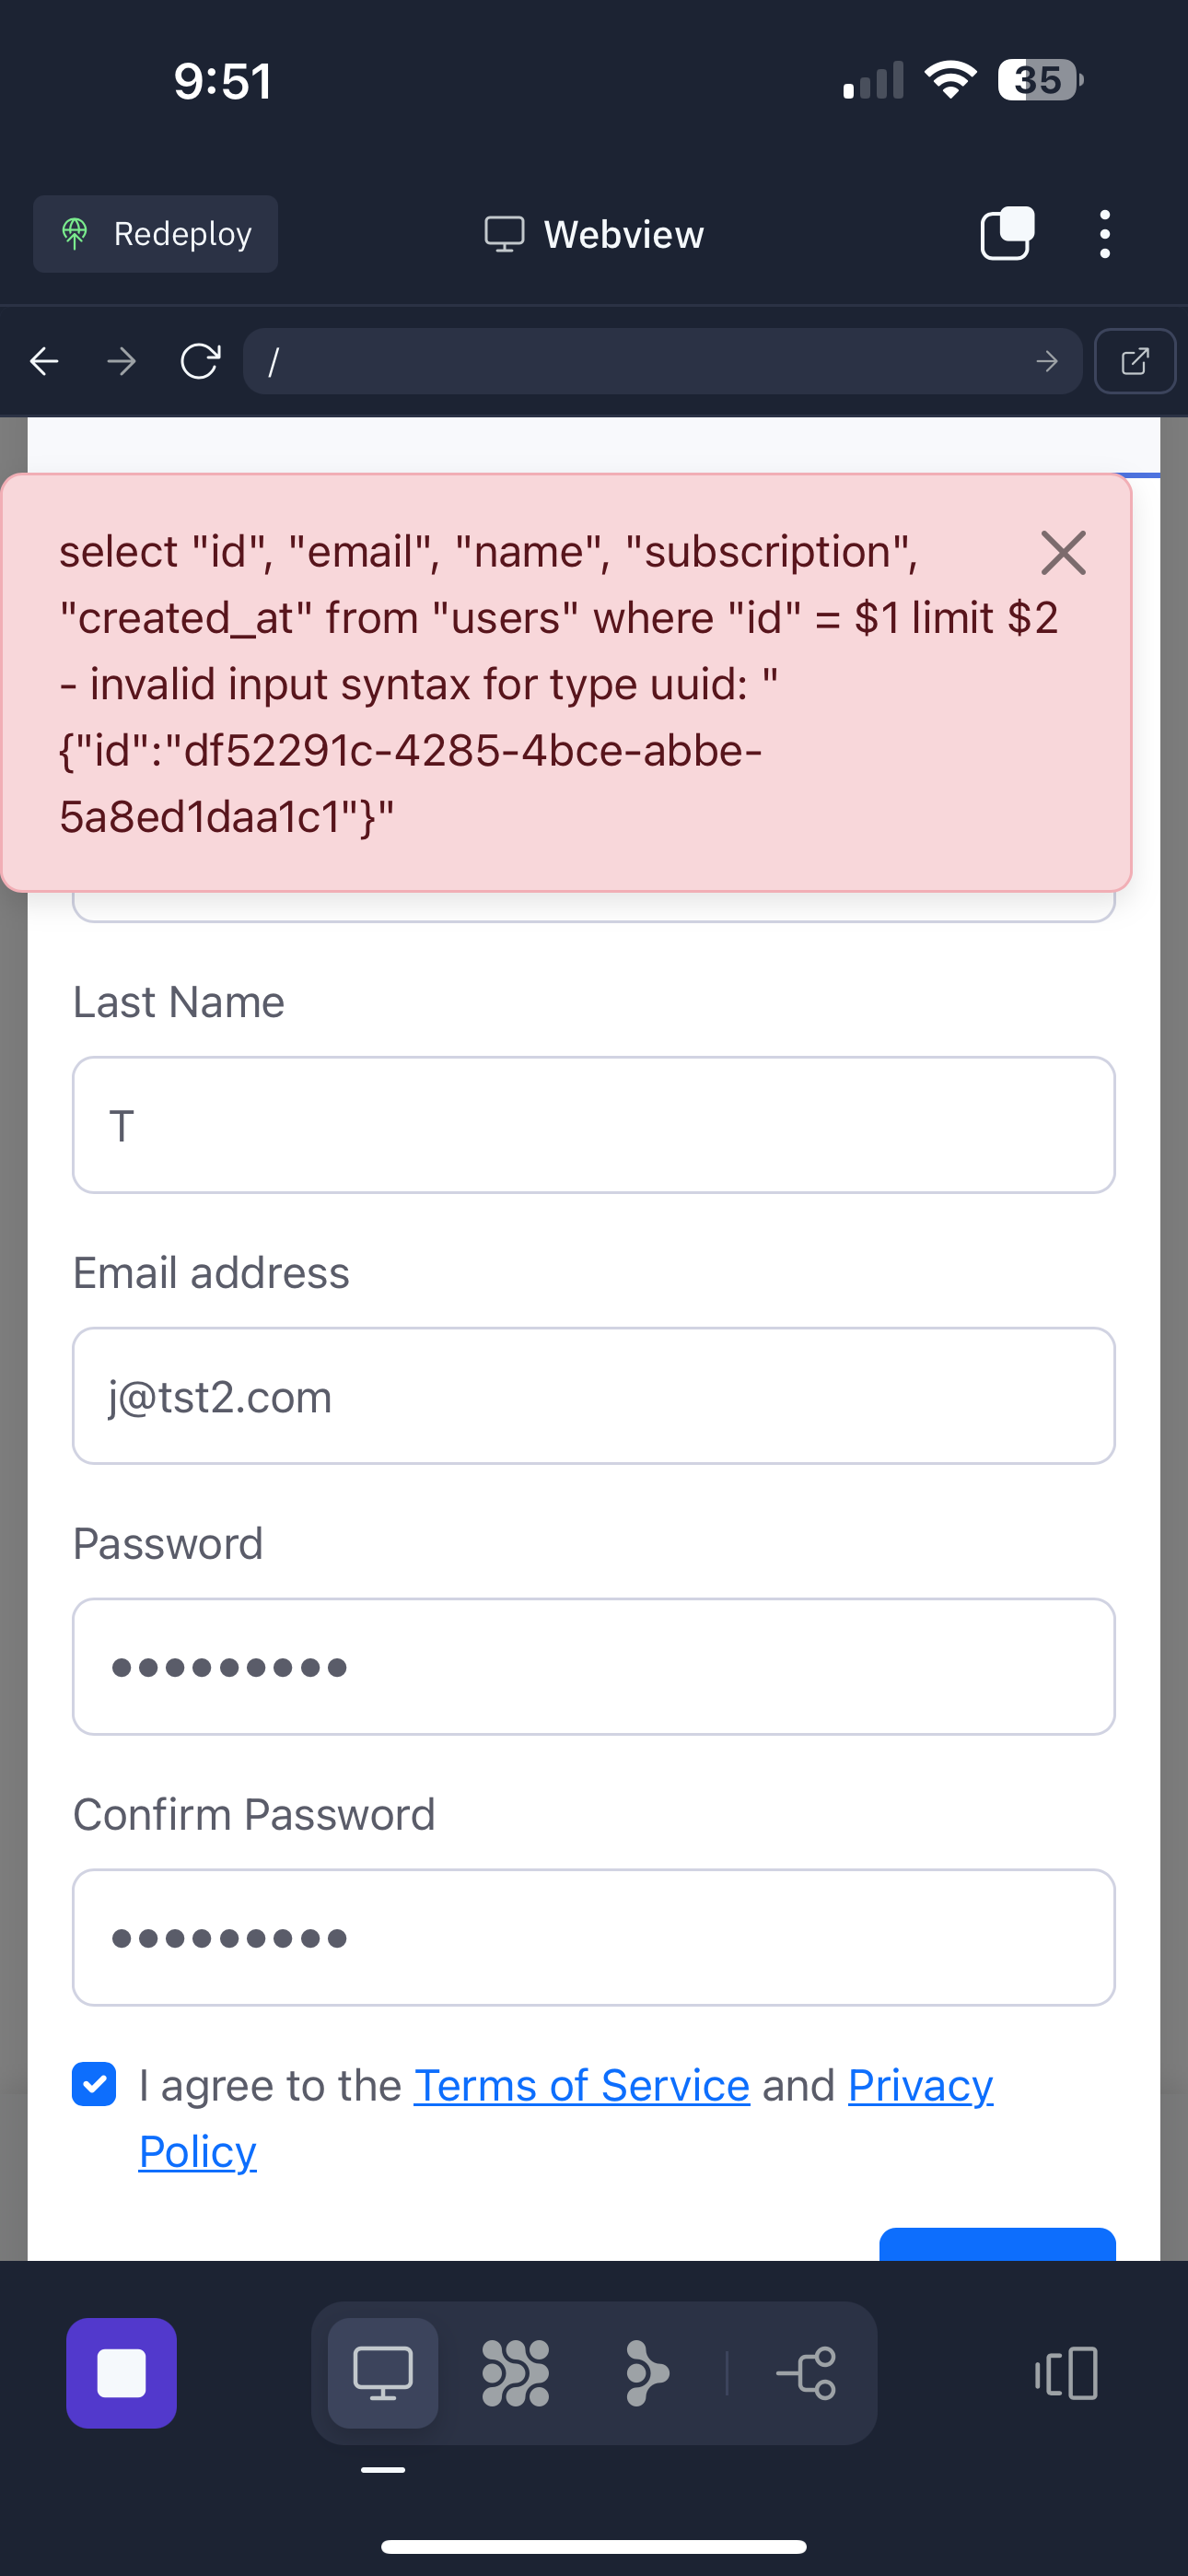 9:51
35
Redeploy
Webview
/
select "id", "email", "name", "subscription",
"created_at" from "users" where "id" = $1 limit $2
- invalid input syntax for type uuid: "
{"id":"df52291c-4285-4bce-abbe-
5a8ed1daa1c1"}"
Last Name
T
Email address
j@tst2.com
Password
Confirm Password
I agree to the Terms of Service and Privacy
Policy